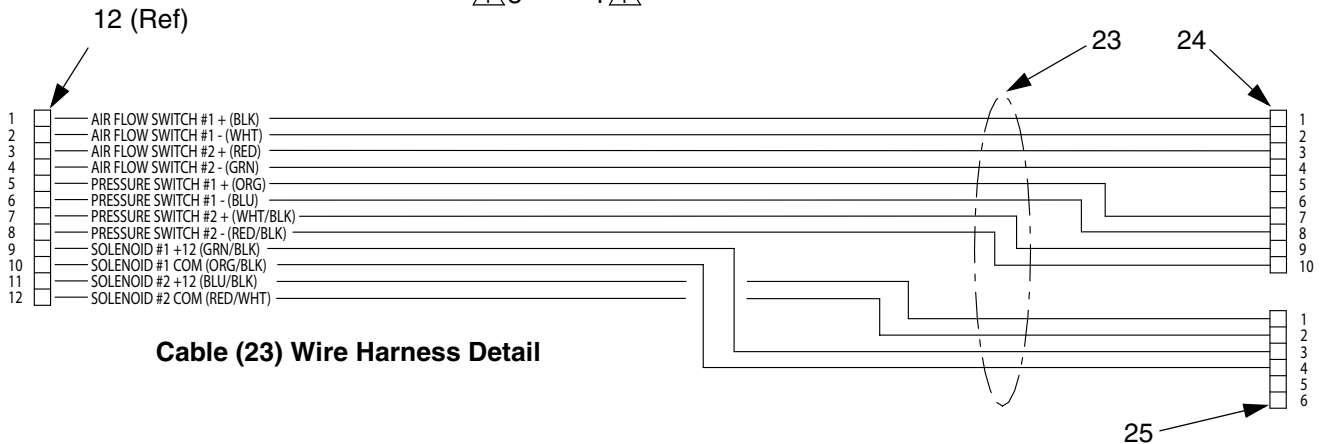 12 (Ref)
23
24
1 AIR FLOW SWITCH #1 + (BLK) 1
2 AIR FLOW SWITCH #1 - (WHT) 2
3 AIR FLOW SWITCH #2 + (RED) 3
4 AIR FLOW SWITCH #2 - (GRN) 4
5 PRESSURE SWITCH #1 + (ORG) 5
6 PRESSURE SWITCH #1 - (BLU) 6
7 PRESSURE SWITCH #2 + (WHT/BLK) 7
8 PRESSURE SWITCH #2 - (RED/BLK) 8
9 SOLENOID #1 +12 (GRN/BLK) 9
10 SOLENOID #1 COM (ORG/BLK) 10
11 SOLENOID #2 +12 (BLU/BLK)
12 SOLENOID #2 COM (RED/WHT)
1
2
3
4
5
6
Cable (23) Wire Harness Detail
25